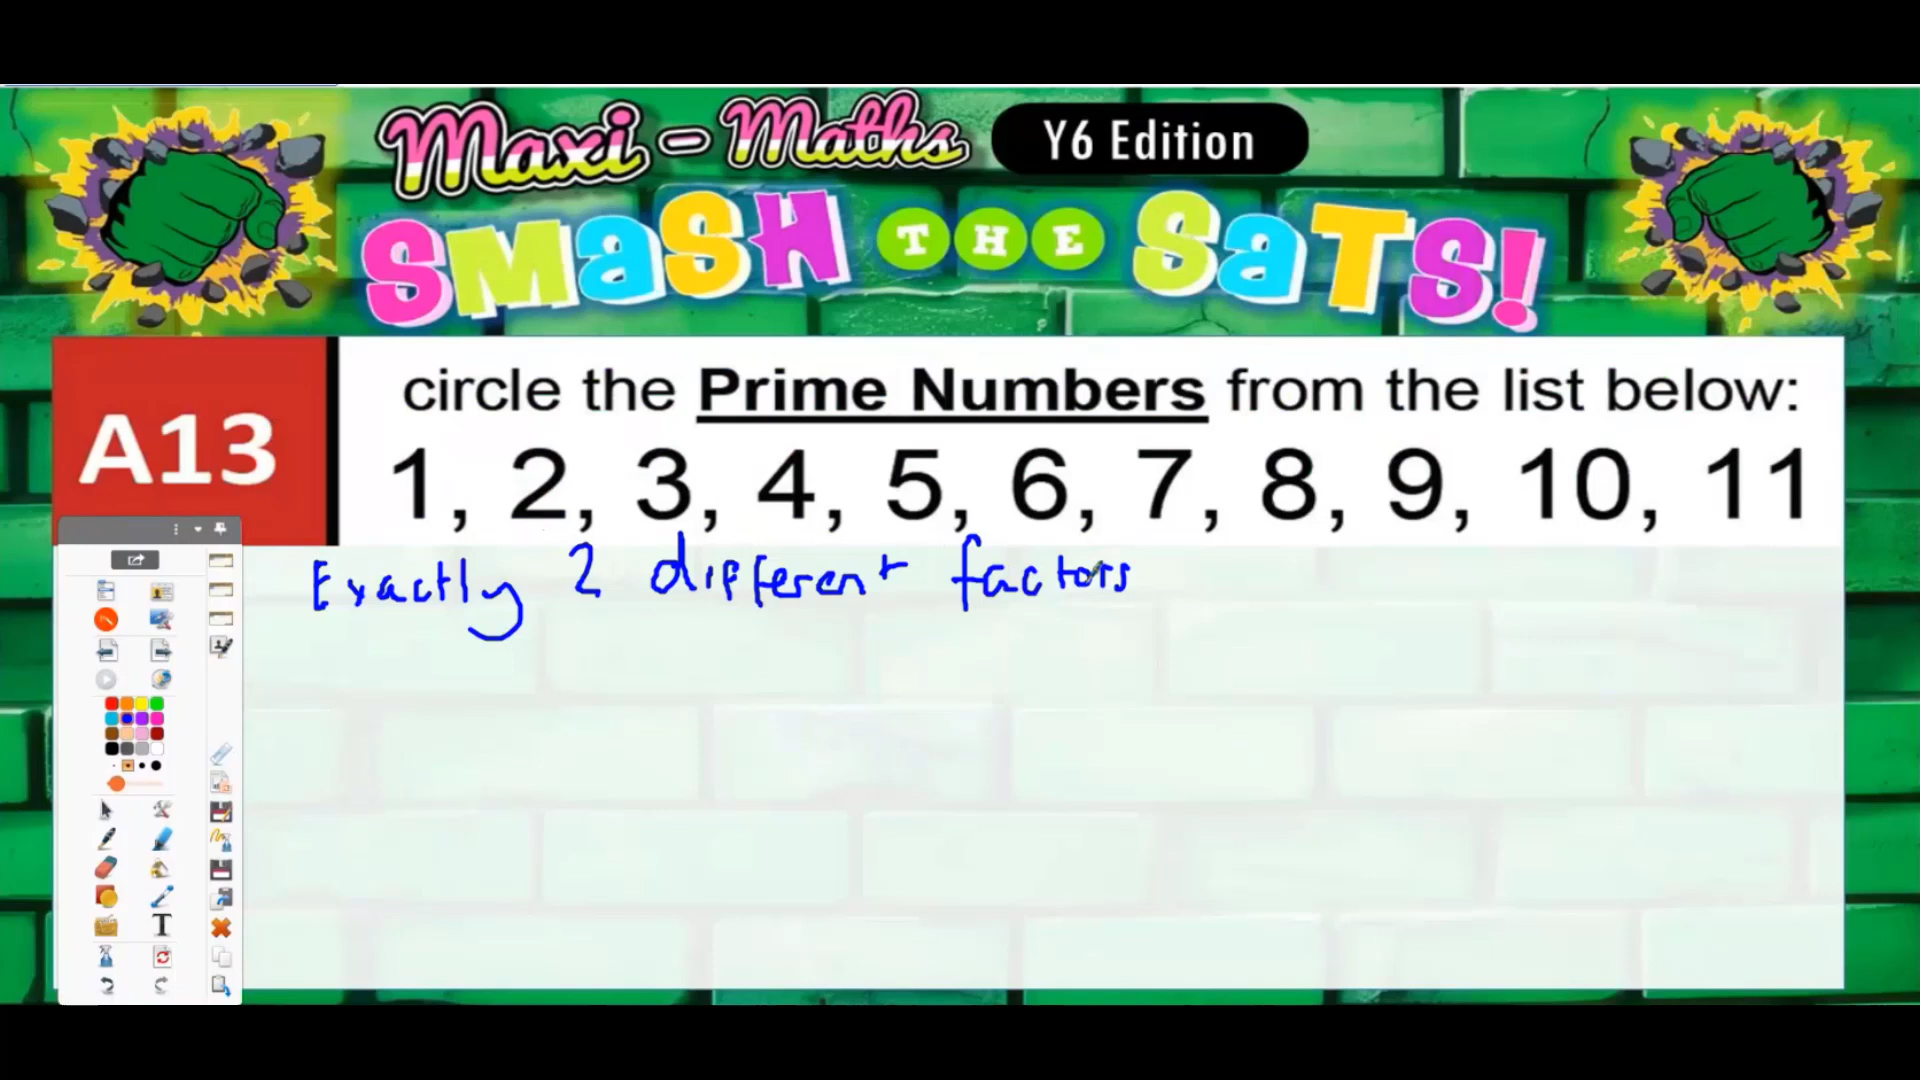 Maxi - Maths Y6 Edition
SMaSH THE SaTS!
A13
circle the Prime Numbers from the list below:
1, 2, 3, 4, 5, 6, 7, 8, 9, 10, 11
Exactly 2 different factors
T